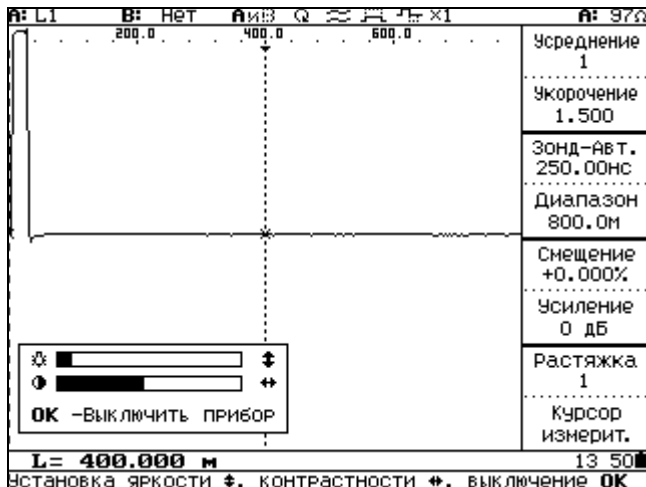 A: L1 B: Нет AиB Q ×1 A: 97Ω
200.0 400.0 600.0
Усреднение
1
Укорочение
1.500
Зонд-Авт.
250.00нс
Диапазон
800.0м
Смещение
+0.000%
Усиление
0 дБ
Растяжка
1
Курсор
измерит.
OK -Выключить прибор
L= 400.000 м 13 50
Установка яркости ↕, контрастности ↔, выключение OK